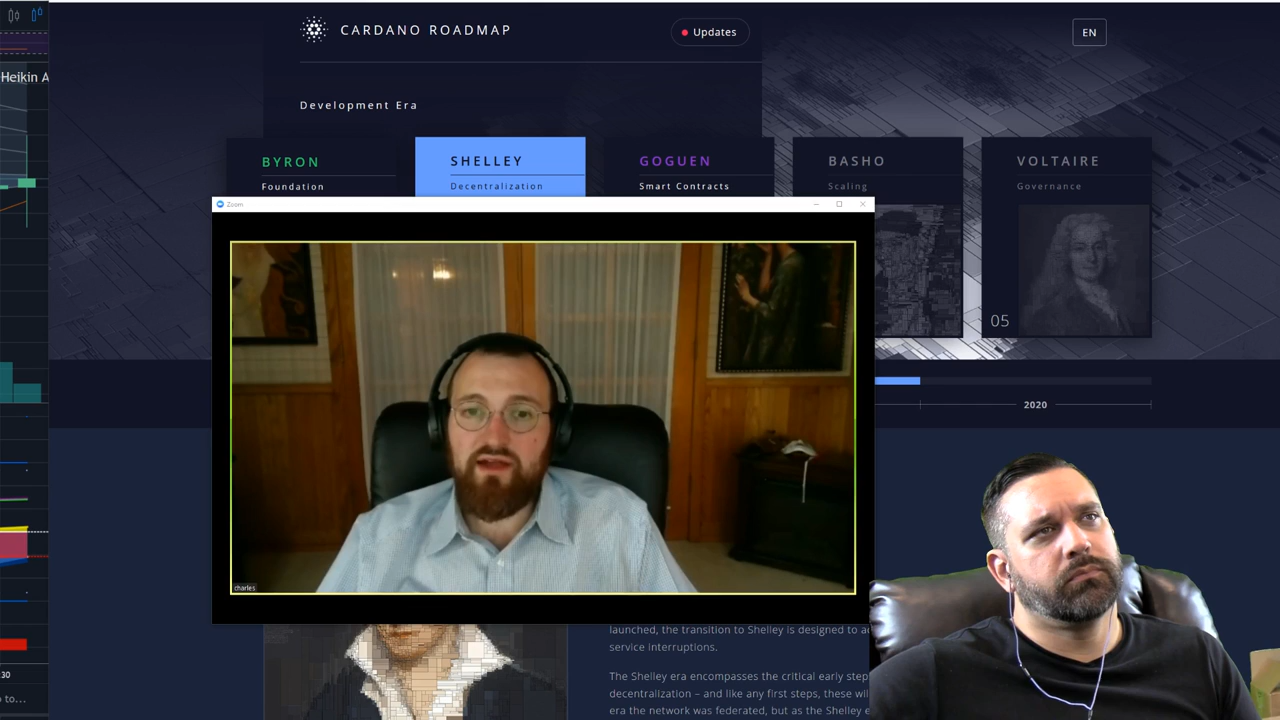 CARDANO ROADMAP
Updates
EN
Heikin A
Development Era
BYRON
Foundation
SHELLEY
Decentralization
GOGUEN
Smart Contracts
BASHO
Scaling
VOLTAIRE
Governance
Zoom
05
2020
charles
launched, the transition to Shelley is designed to
service interruptions.
The Shelley era encompasses the critical early step
decentralization – and like any first steps, these
era the network was federated, but as the Shelley
:30
o to...